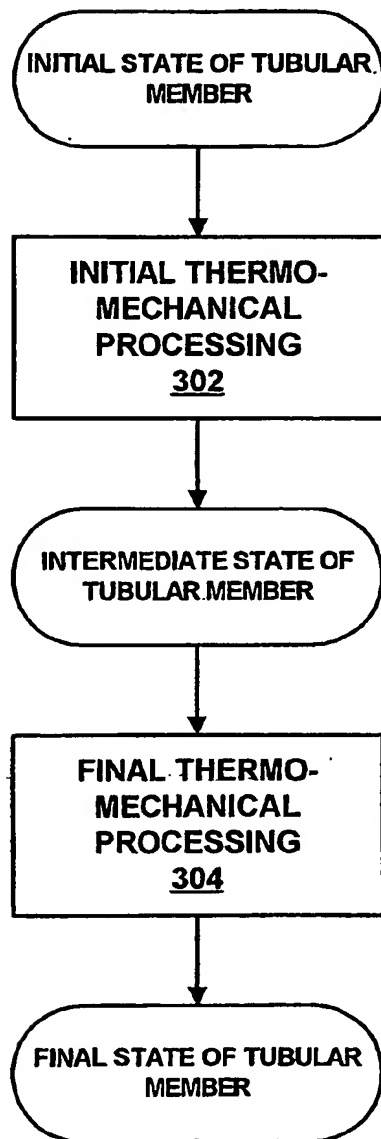 INITIAL STATE OF TUBULAR
MEMBER
INITIAL THERMO-
MECHANICAL
PROCESSING
302
INTERMEDIATE STATE OF
TUBULAR MEMBER
FINAL THERMO-
MECHANICAL
PROCESSING
304
FINAL STATE OF TUBULAR
MEMBER